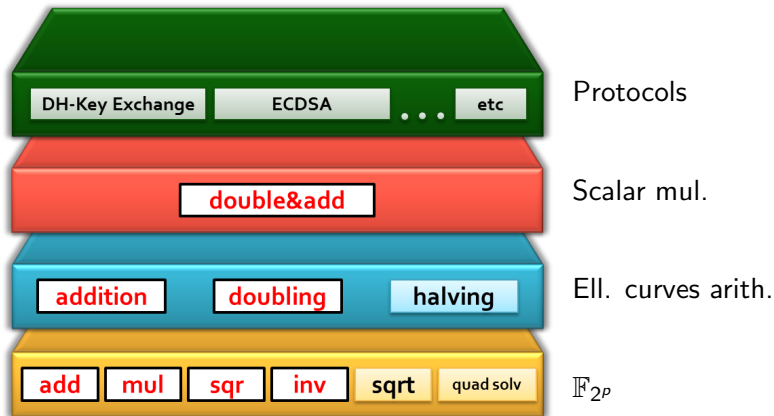 DH-Key Exchange ECDSA ... etc Protocols
double&add Scalar mul.
addition doubling halving Ell. curves arith.
add mul sqr inv sqrt quad solv 𝔽₂ᵖ